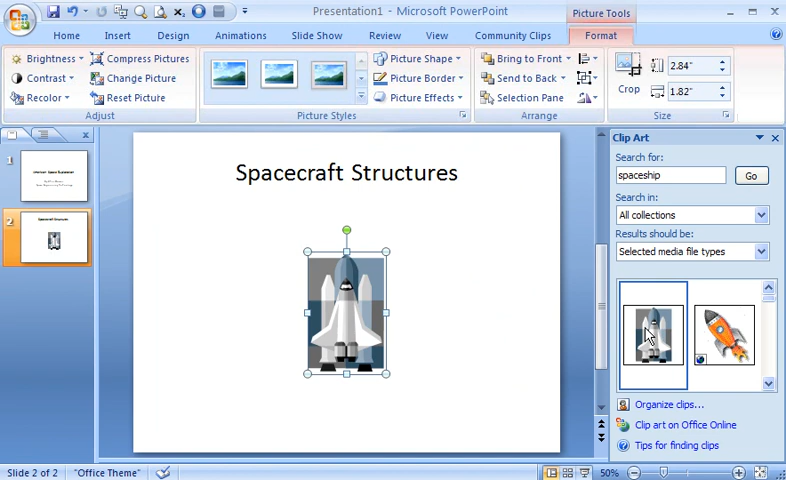 Presentation1 - Microsoft PowerPoint
Picture Tools
Home Insert Design Animations Slide Show Review View Community Clips Format
Brightness Compress Pictures Picture Shape Bring to Front 2.84"
Contrast Change Picture Picture Border Send to Back Crop 1.82"
Recolor Reset Picture Picture Effects Selection Pane
Adjust Picture Styles Arrange Size
1
2
Spacecraft Structures
Spacecraft Structures
Clip Art
Search for:
spaceship Go
Search in:
All collections
Results should be:
Selected media file types
Organize clips...
Clip art on Office Online
Tips for finding clips
Slide 2 of 2 "Office Theme" 50%